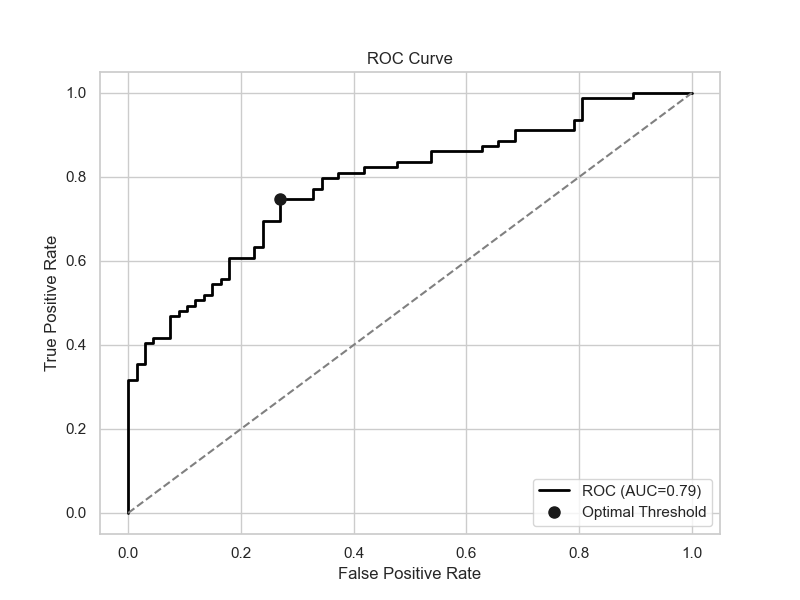 ROC Curve
1.0
0.8
0.6
0.4
0.2
0.0
True Positive Rate
ROC (AUC=0.79)
Optimal Threshold
0.0 0.2 0.4 0.6 0.8 1.0
False Positive Rate